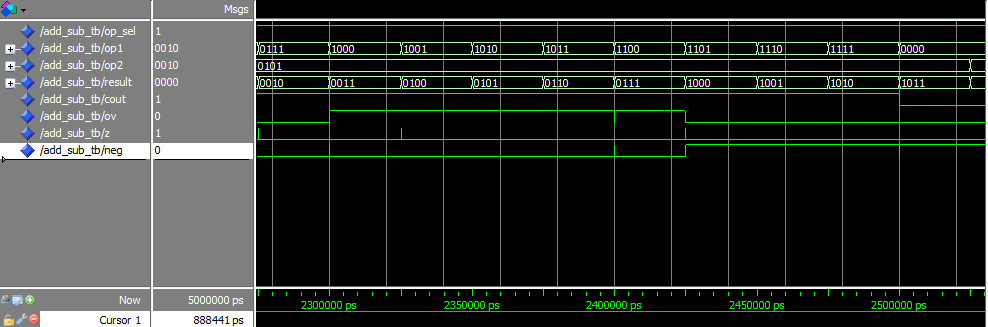 Msgs
/add_sub_tb/op_sel 1
/add_sub_tb/op1 0010 0111 1000 1001 1010 1011 1100 1101 1110 1111 0000
/add_sub_tb/op2 0010 0101
/add_sub_tb/result 0000 0010 0011 0100 0101 0110 0111 1000 1001 1010 1011
/add_sub_tb/cout 1
/add_sub_tb/ov 0
/add_sub_tb/z 1
/add_sub_tb/neg 0
Now 5000000 ps 2300000 ps 2350000 ps 2400000 ps 2450000 ps 2500000 ps
Cursor 1 888441 ps